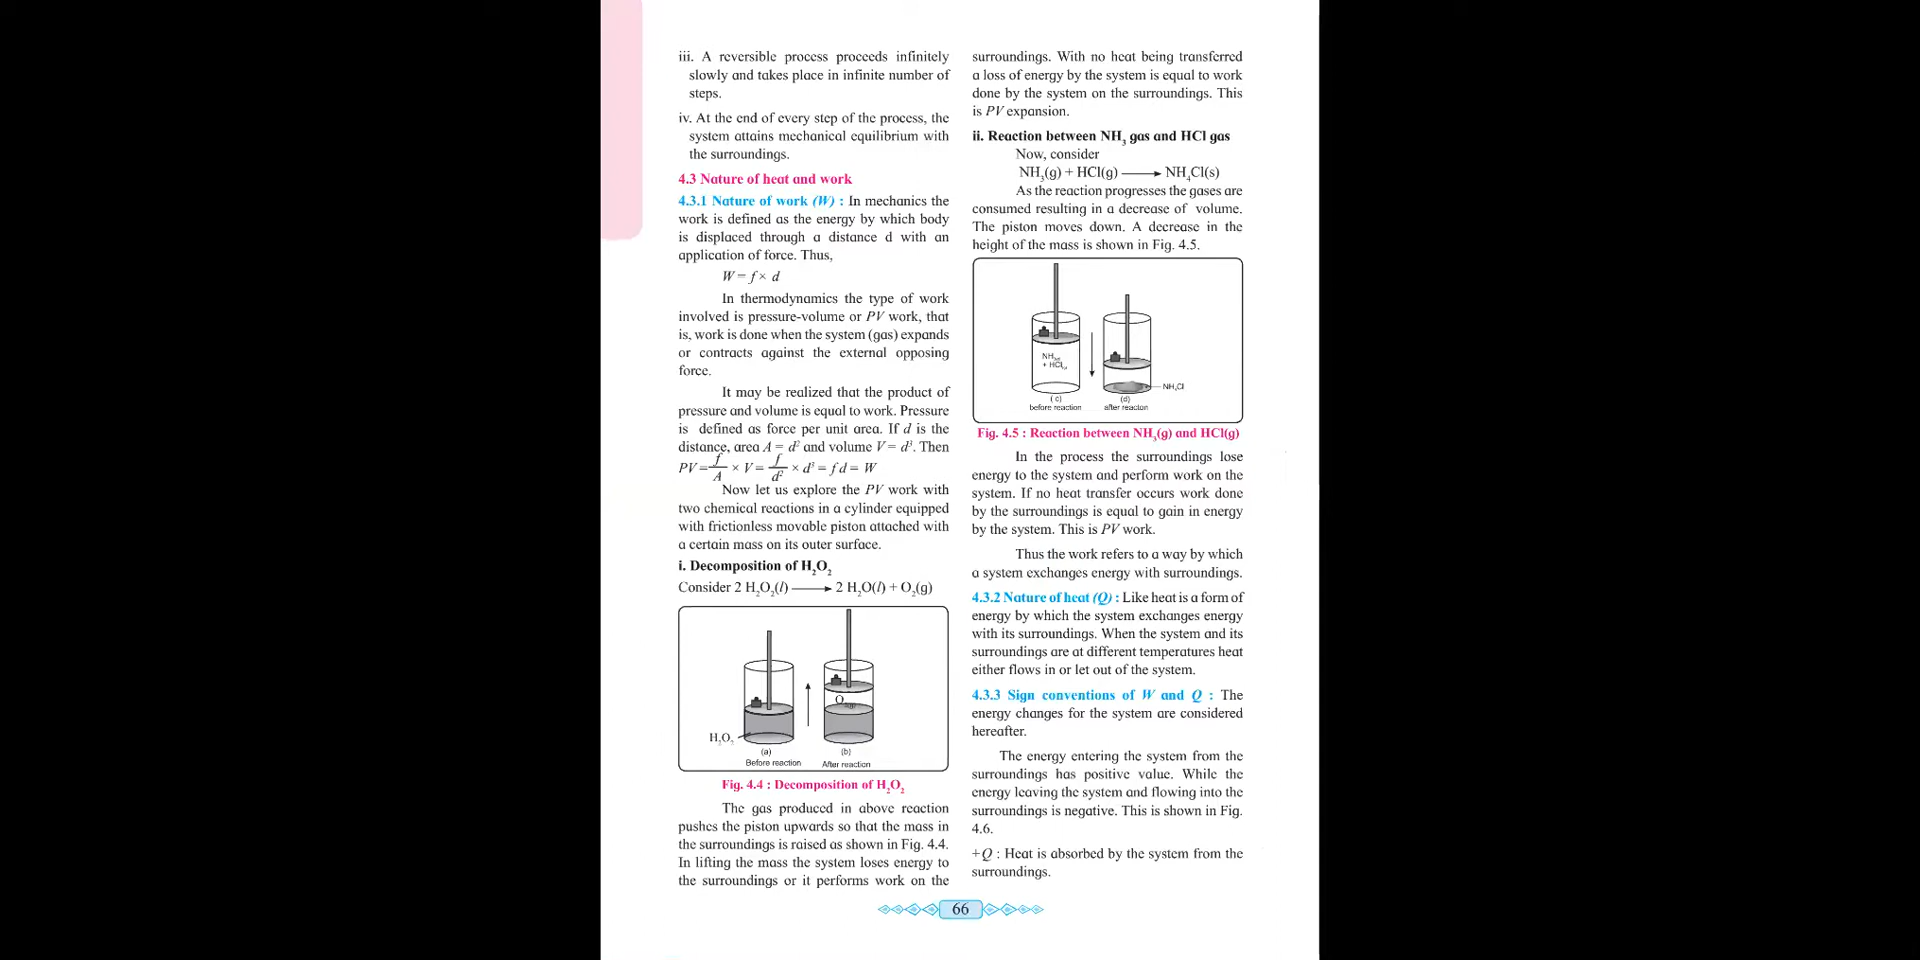 iii. A reversible process proceeds infinitely
slowly and takes place in infinite number of
steps.
iv. At the end of every step of the process, the
system attains mechanical equilibrium with
the surroundings.
4.3 Nature of heat and work
4.3.1 Nature of work (W) : In mechanics the
work is defined as the energy by which body
is displaced through a distance d with an
application of force. Thus,
W = f × d
In thermodynamics the type of work
involved is pressure-volume or PV work, that
is, work is done when the system (gas) expands
or contracts against the external opposing
force.
It may be realized that the product of
pressure and volume is equal to work. Pressure
is defined as force per unit area. If d is the
distance, area A = d² and volume V = d³. Then
PV = f/A × V = f/d² × d³ = f d = W
Now let us explore the PV work with
two chemical reactions in a cylinder equipped
with frictionless movable piston attached with
a certain mass on its outer surface.
i. Decomposition of H₂O₂
Consider 2 H₂O₂(l) ⟶ 2 H₂O(l) + O₂(g)
O₂(g)
H₂O₂
(a)
Before reaction
(b)
After reaction
Fig. 4.4 : Decomposition of H₂O₂
The gas produced in above reaction
pushes the piston upwards so that the mass in
the surroundings is raised as shown in Fig. 4.4.
In lifting the mass the system loses energy to
the surroundings or it performs work on the
surroundings. With no heat being transferred
a loss of energy by the system is equal to work
done by the system on the surroundings. This
is PV expansion.
ii. Reaction between NH₃ gas and HCl gas
Now, consider
NH₃(g) + HCl(g) ⟶ NH₄Cl(s)
As the reaction progresses the gases are
consumed resulting in a decrease of volume.
The piston moves down. A decrease in the
height of the mass is shown in Fig. 4.5.
NH₃(g)
+ HCl(g)
NH₄Cl
( c)
before reaction
(d)
after reacton
Fig. 4.5 : Reaction between NH₃(g) and HCl(g)
In the process the surroundings lose
energy to the system and perform work on the
system. If no heat transfer occurs work done
by the surroundings is equal to gain in energy
by the system. This is PV work.
Thus the work refers to a way by which
a system exchanges energy with surroundings.
4.3.2 Nature of heat (Q) : Like heat is a form of
energy by which the system exchanges energy
with its surroundings. When the system and its
surroundings are at different temperatures heat
either flows in or let out of the system.
4.3.3 Sign conventions of W and Q : The
energy changes for the system are considered
hereafter.
The energy entering the system from the
surroundings has positive value. While the
energy leaving the system and flowing into the
surroundings is negative. This is shown in Fig.
4.6.
+Q : Heat is absorbed by the system from the
surroundings.
66